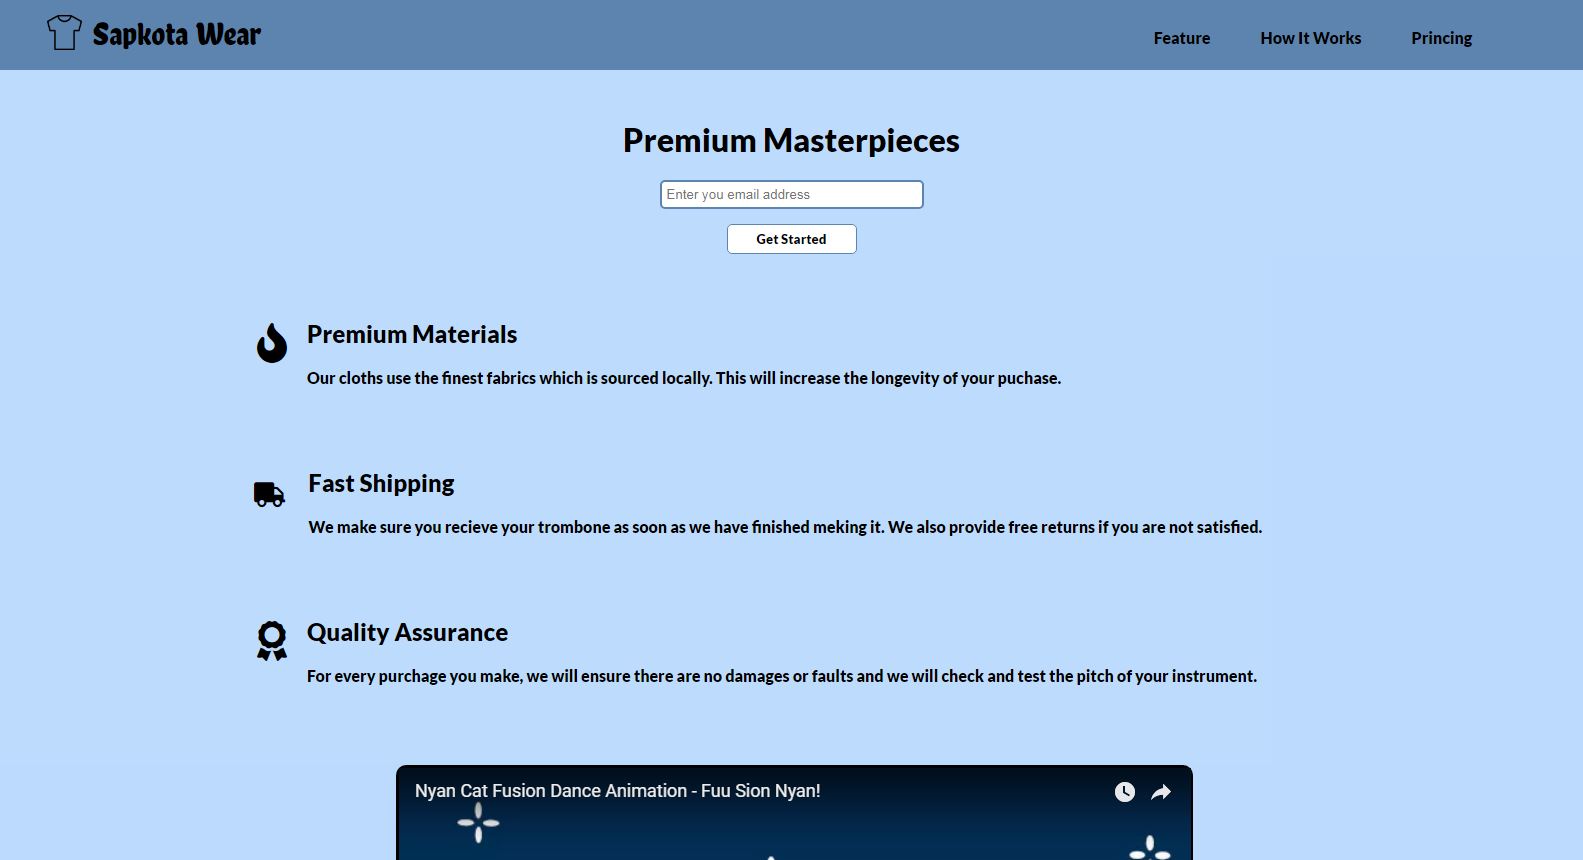 Sapkota Wear
Feature How It Works Princing
Premium Masterpieces
Enter you email address
Get Started
Premium Materials
Our cloths use the finest fabrics which is sourced locally. This will increase the longevity of your puchase.
Fast Shipping
We make sure you recieve your trombone as soon as we have finished meking it. We also provide free returns if you are not satisfied.
Quality Assurance
For every purchage you make, we will ensure there are no damages or faults and we will check and test the pitch of your instrument.
Nyan Cat Fusion Dance Animation - Fuu Sion Nyan!